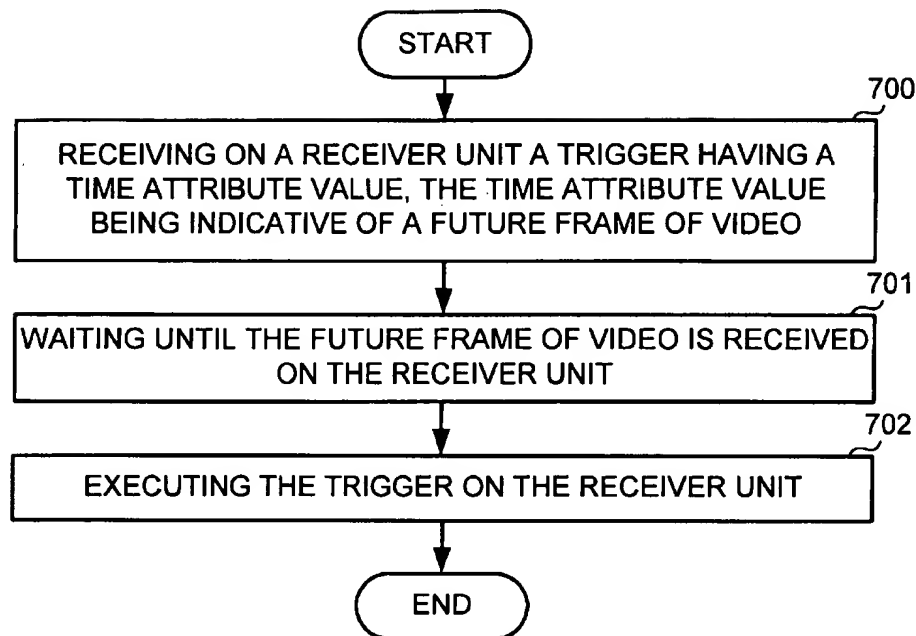 START
700
RECEIVING ON A RECEIVER UNIT A TRIGGER HAVING A
TIME ATTRIBUTE VALUE, THE TIME ATTRIBUTE VALUE
BEING INDICATIVE OF A FUTURE FRAME OF VIDEO
701
WAITING UNTIL THE FUTURE FRAME OF VIDEO IS RECEIVED
ON THE RECEIVER UNIT
702
EXECUTING THE TRIGGER ON THE RECEIVER UNIT
END